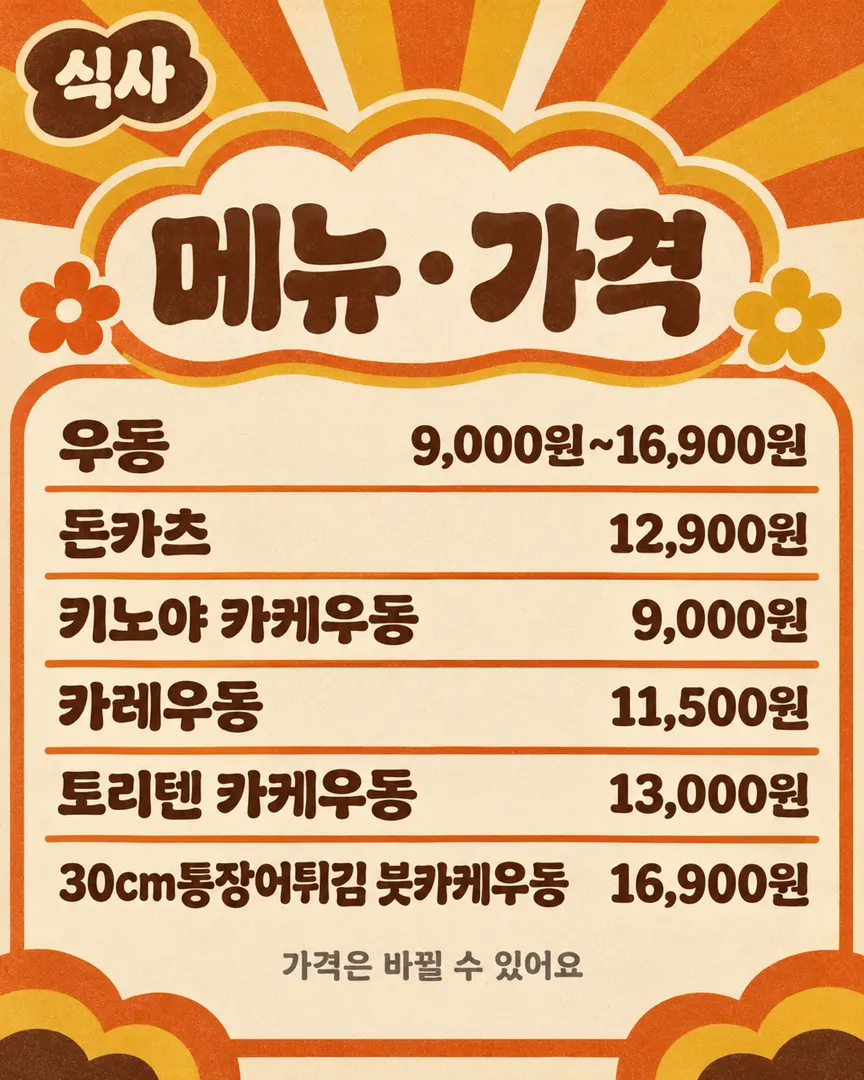 식사
메뉴·가격
우동 9,000원~16,900원
돈카츠 12,900원
키노야 카케우동 9,000원
카레우동 11,500원
토리텐 카케우동 13,000원
30cm통장어튀김 붓카케우동 16,900원
가격은 바뀔 수 있어요